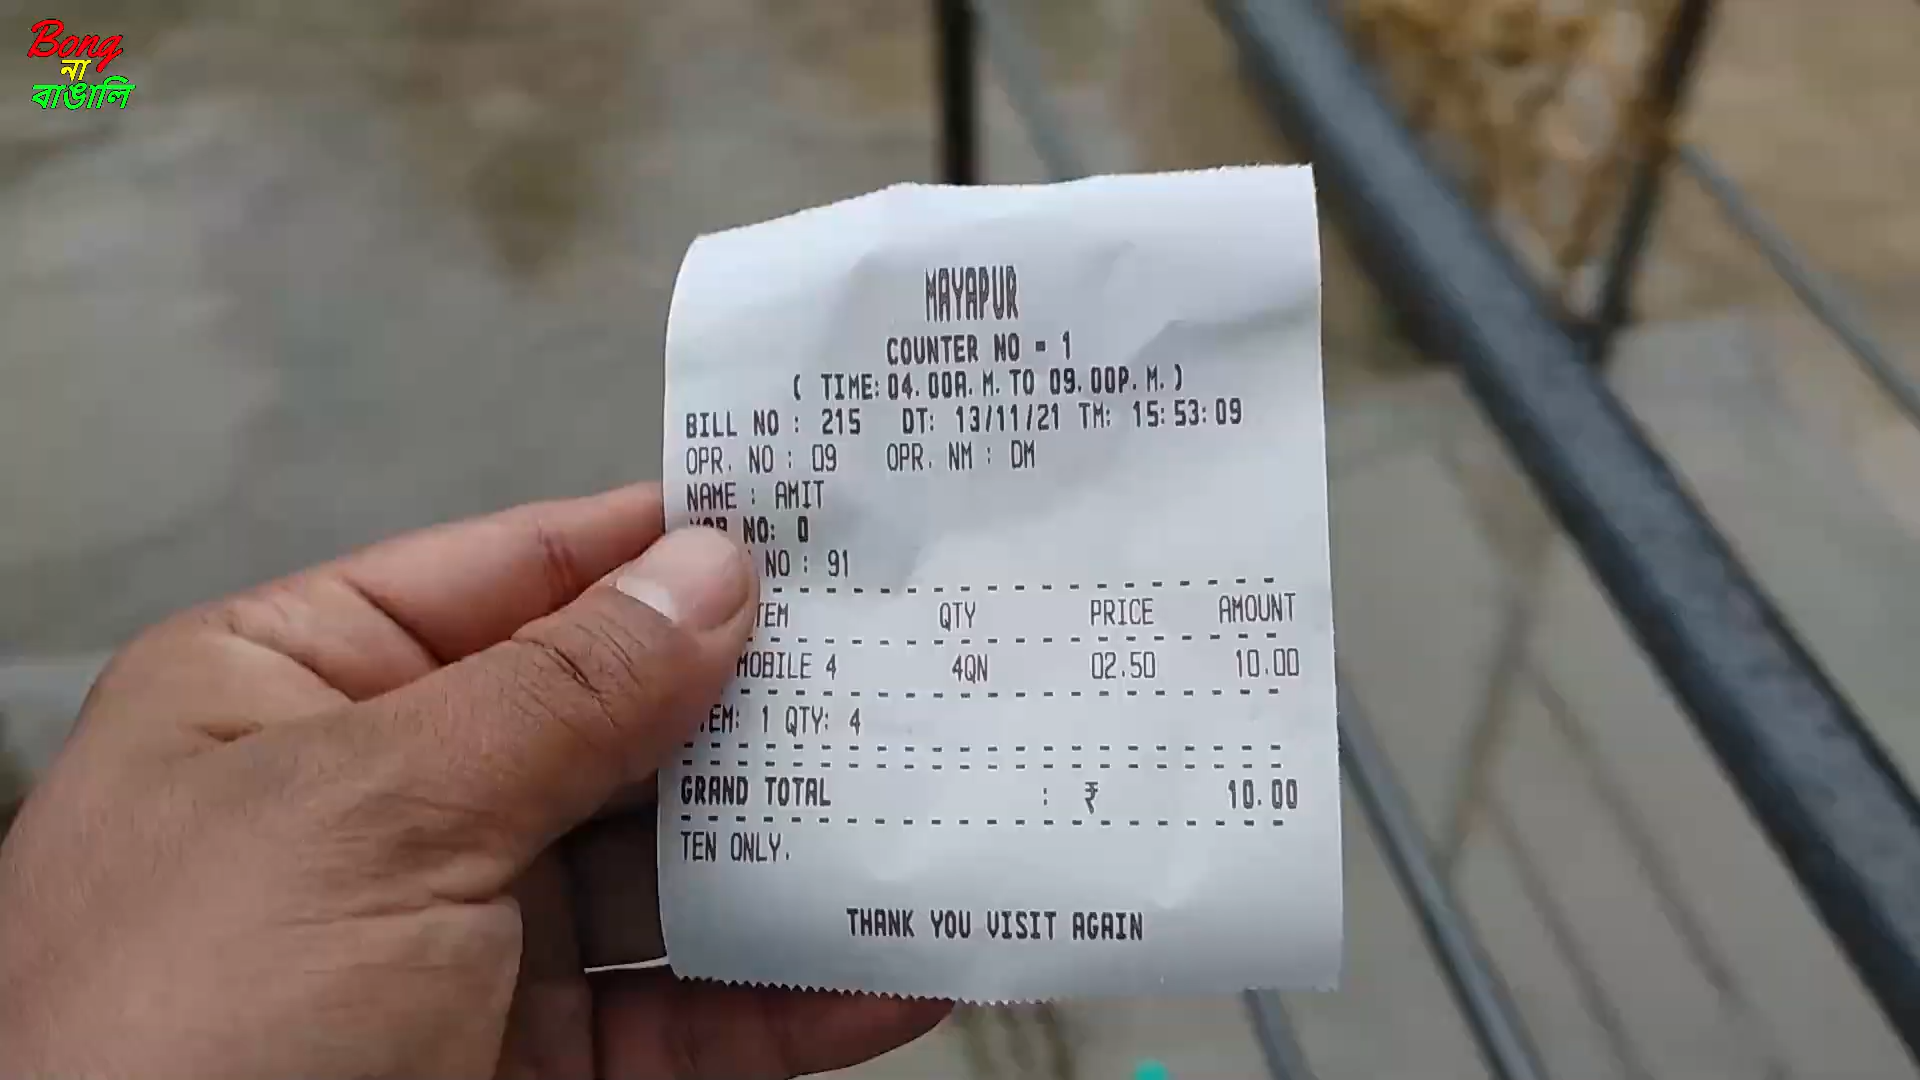 Bong
না
বাঙালি
MAYAPUR
COUNTER NO - 1
( TIME: 04.00A.M. TO 09.00P.M.)
BILL NO : 215 DT: 13/11/21 TM: 15:53:09
OPR. NO : 09 OPR. NM : DM
NAME : AMIT
NO: 0
NO : 91
QTY PRICE AMOUNT
MOBILE 4 4QN 02.50 10.00
1 QTY: 4
GRAND TOTAL : ₹ 10.00
TEN ONLY.
THANK YOU VISIT AGAIN